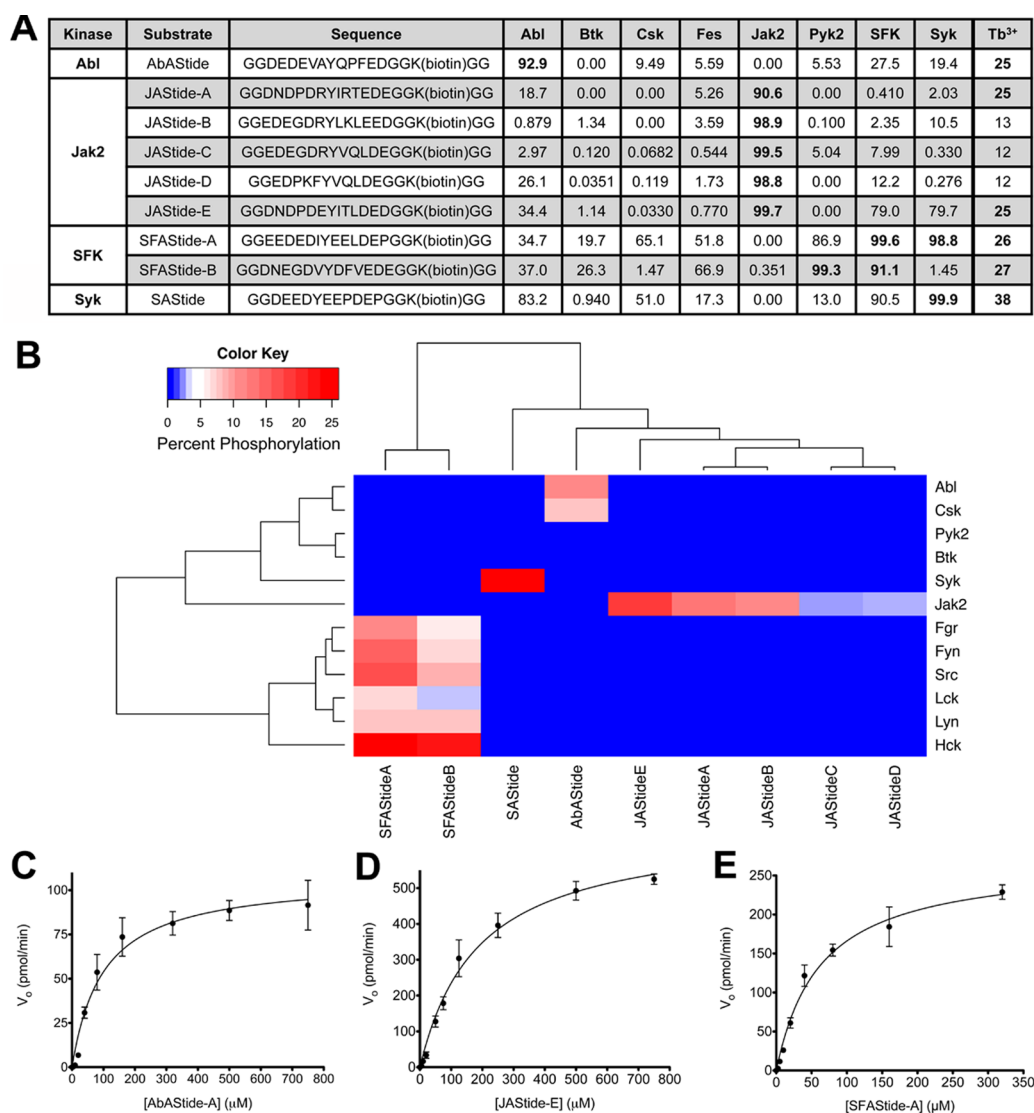 A
Kinase Substrate Sequence Abl Btk Csk Fes Jak2 Pyk2 SFK Syk Tb³⁺
Abl AbAStide GGDEDEVAYQPFEDGGK(biotin)GG 92.9 0.00 9.49 5.59 0.00 5.53 27.5 19.4 25
Jak2
JAStide-A GGDNDPDRYIRTEDEGGK(biotin)GG 18.7 0.00 0.00 5.26 90.6 0.00 0.410 2.03 25
JAStide-B GGEDEGDRYLKLEEDGGK(biotin)GG 0.879 1.34 0.00 3.59 98.9 0.100 2.35 10.5 13
JAStide-C GGEDEGDRYVQLDEGGK(biotin)GG 2.97 0.120 0.0682 0.544 99.5 5.04 7.99 0.330 12
JAStide-D GGEDPKFYVQLDEGGK(biotin)GG 26.1 0.0351 0.119 1.73 98.8 0.00 12.2 0.276 12
JAStide-E GGDNDPDEYITLDEDGGK(biotin)GG 34.4 1.14 0.0330 0.770 99.7 0.00 79.0 79.7 25
SFK
SFAStide-A GGEEDEDIYEELDEPGGK(biotin)GG 34.7 19.7 65.1 51.8 0.00 86.9 99.6 98.8 26
SFAStide-B GGDNEGDVYDFVEDEGGK(biotin)GG 37.0 26.3 1.47 66.9 0.351 99.3 91.1 1.45 27
Syk SAStide GGDEEDYEEPDEPGGK(biotin)GG 83.2 0.940 51.0 17.3 0.00 13.0 90.5 99.9 38
B
Color Key
0 5 10 15 20 25
Percent Phosphorylation
Abl
Csk
Pyk2
Btk
Syk
Jak2
Fgr
Fyn
Src
Lck
Lyn
Hck
SFAStideA
SFAStideB
SAStide
AbAStide
JAStideE
JAStideA
JAStideB
JAStideC
JAStideD
C
V₀ (pmol/min)
100
75
50
25
0
0 100 200 300 400 500 600 700 800
[AbAStide-A] (µM)
D
V₀ (pmol/min)
500
400
300
200
100
0
0 100 200 300 400 500 600 700 800
[JAStide-E] (µM)
E
V₀ (pmol/min)
250
200
150
100
50
0
0 50 100 150 200 250 300 350
[SFAStide-A] (µM)